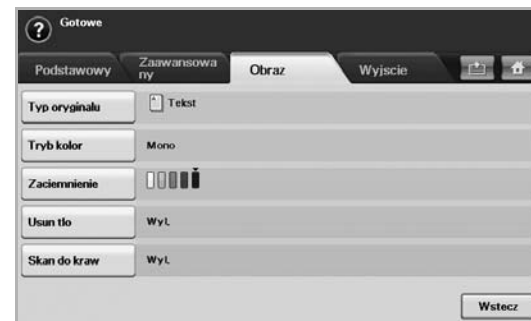 Gotowe
Podstawowy
Zaawansowa
ny
Obraz
Wyjscie
Typ oryginalu
Tekst
Tryb kolor
Mono
Zaciemnienie
Usun tlo
Wył.
Skan do kraw
Wył.
Wstecz